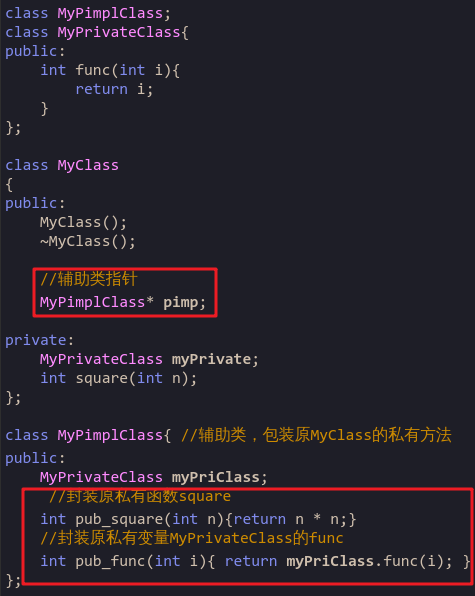 class MyPimplClass;
class MyPrivateClass{
public:
    int func(int i){
        return i;
    }
};

class MyClass
{
public:
    MyClass();
    ~MyClass();

    //辅助类指针
    MyPimplClass* pimp;

private:
    MyPrivateClass myPrivate;
    int square(int n);
};

class MyPimplClass{ //辅助类，包装原MyClass的私有方法
public:
    MyPrivateClass myPriClass;
     //封装原私有函数square
    int pub_square(int n){return n * n;}
    //封装原私有变量MyPrivateClass的func
    int pub_func(int i){ return myPriClass.func(i); }
};